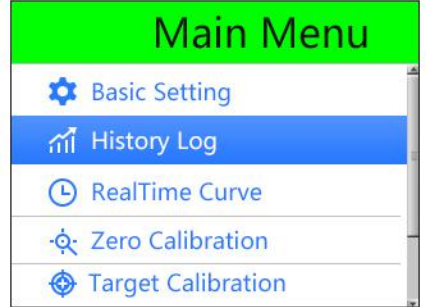 Main Menu
Basic Setting
History Log
RealTime Curve
Zero Calibration
Target Calibration